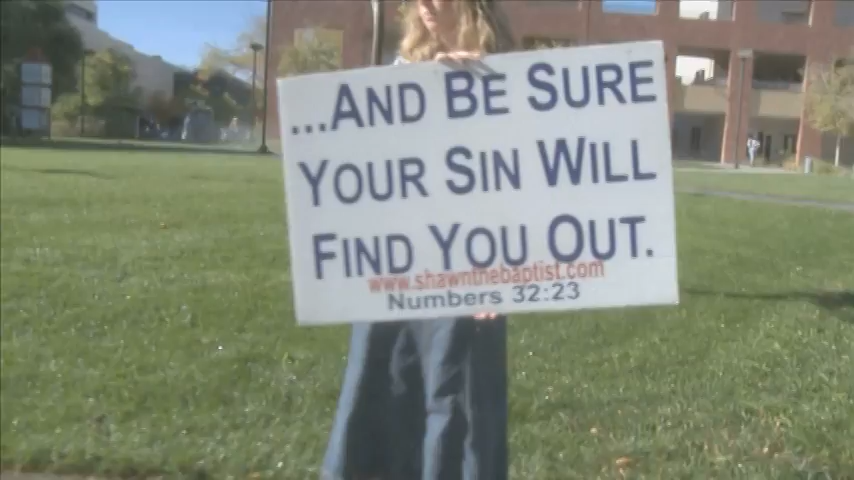 ...And Be Sure
Your Sin Will
Find You Out.
www.shawnthebaptist.com
Numbers 32:23